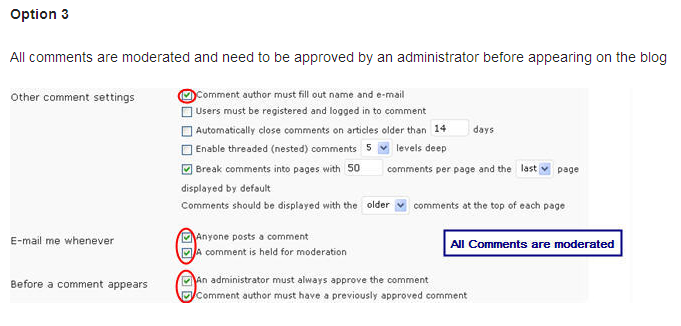 Option 3
All comments are moderated and need to be approved by an administrator before appearing on the blog
Other comment settings
Comment author must fill out name and e-mail
Users must be registered and logged in to comment
Automatically close comments on articles older than 14 days
Enable threaded (nested) comments 5 levels deep
Break comments into pages with 50 comments per page and the last page
displayed by default
Comments should be displayed with the older comments at the top of each page
E-mail me whenever
Anyone posts a comment
A comment is held for moderation
All Comments are moderated
Before a comment appears
An administrator must always approve the comment
Comment author must have a previously approved comment